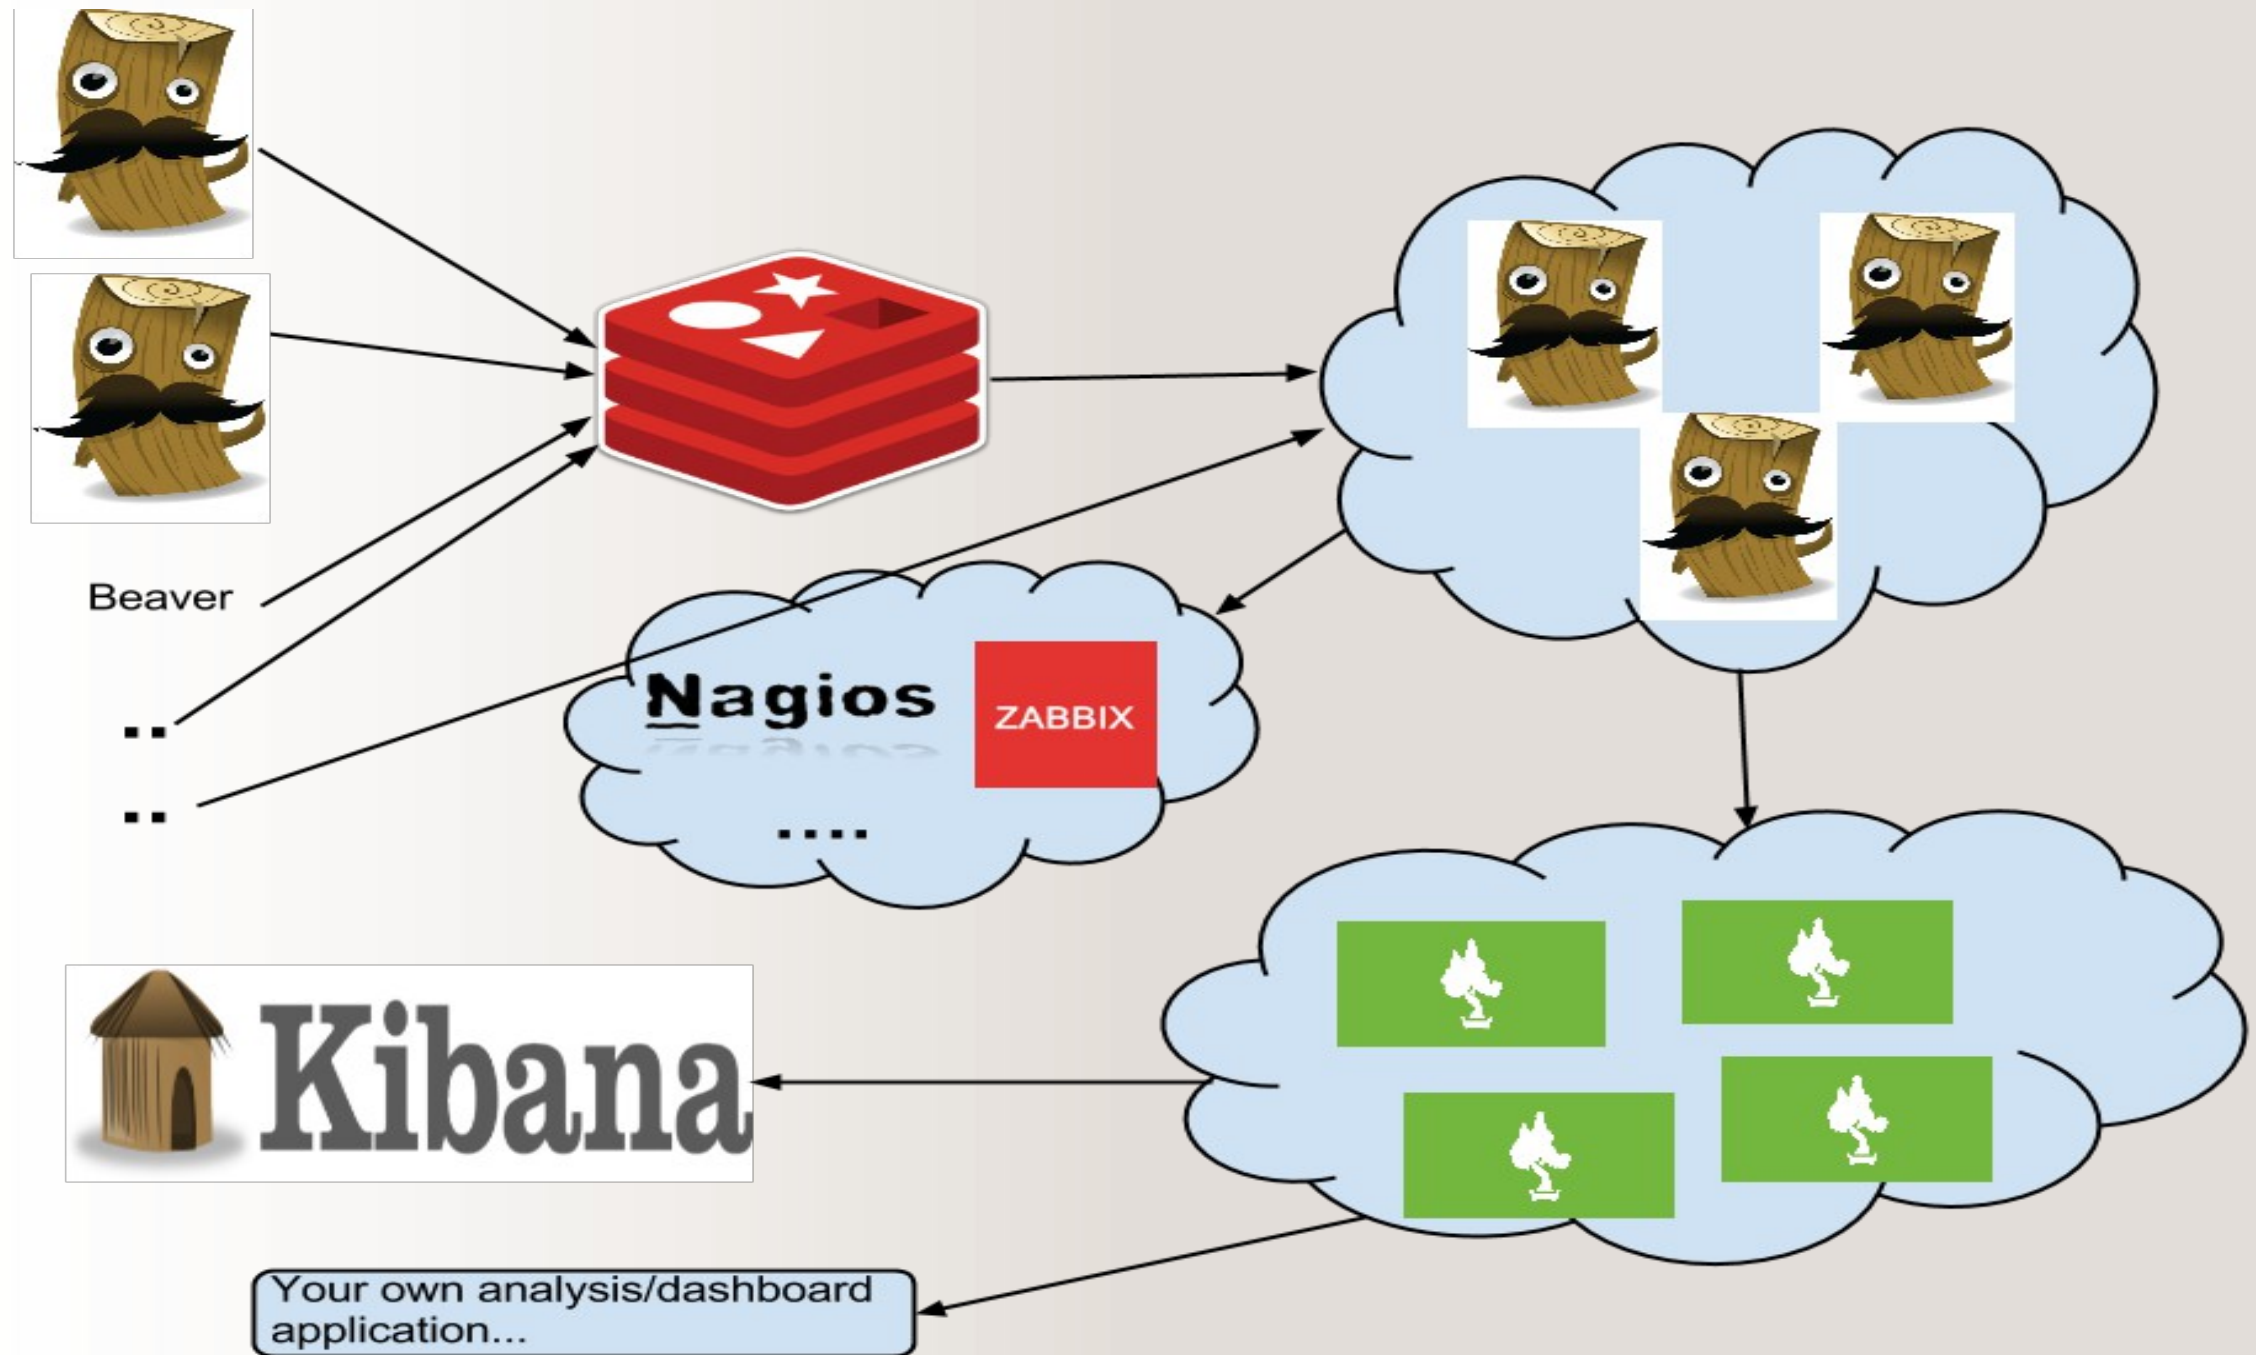 Beaver
..
..
Nagios
ZABBIX
....
Kibana
Your own analysis/dashboard
application...